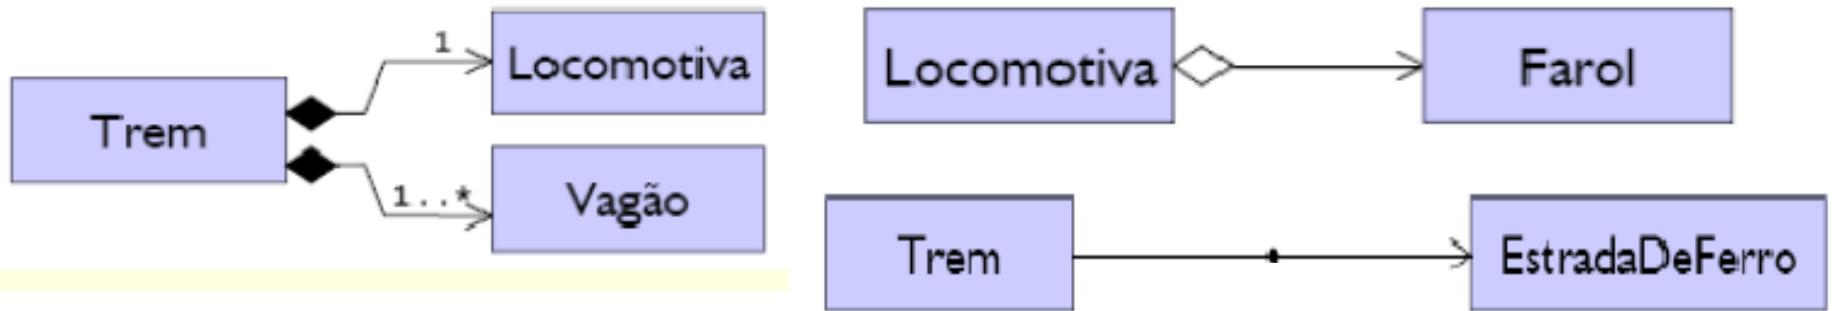 1
Locomotiva
Trem
1..*
Vagão
Locomotiva
Farol
Trem
EstradaDeFerro